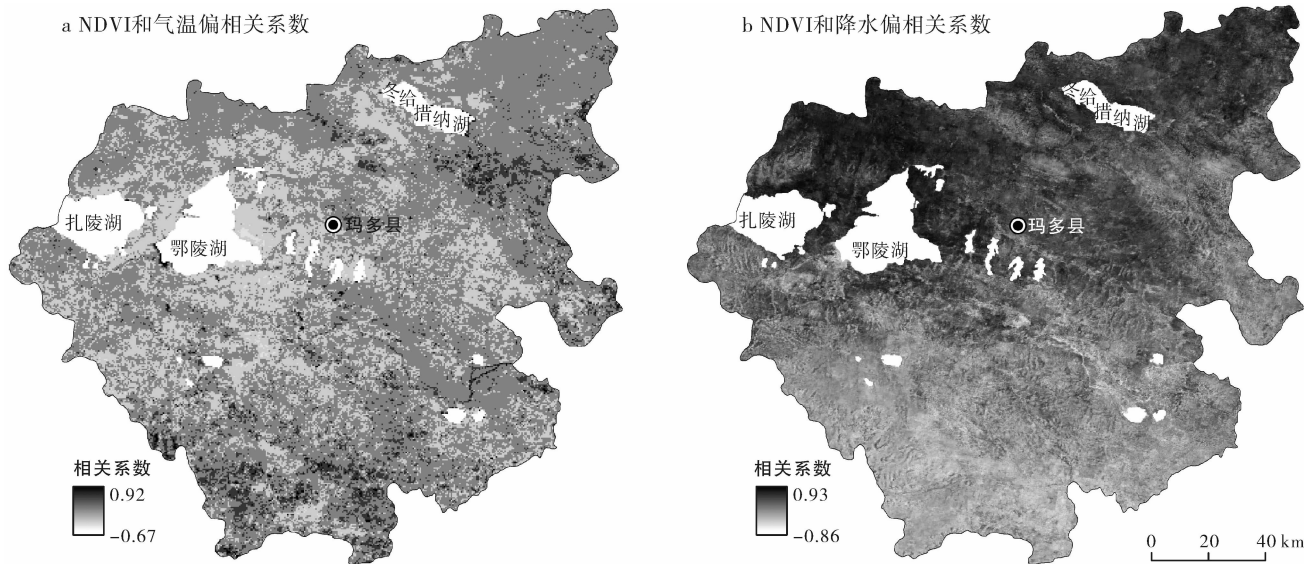 a NDVI和气温偏相关系数
冬给措纳湖
扎陵湖
鄂陵湖
玛多县
相关系数
0.92
-0.67
b NDVI和降水偏相关系数
冬给措纳湖
扎陵湖
鄂陵湖
玛多县
相关系数
0.93
-0.86
0 20 40 km